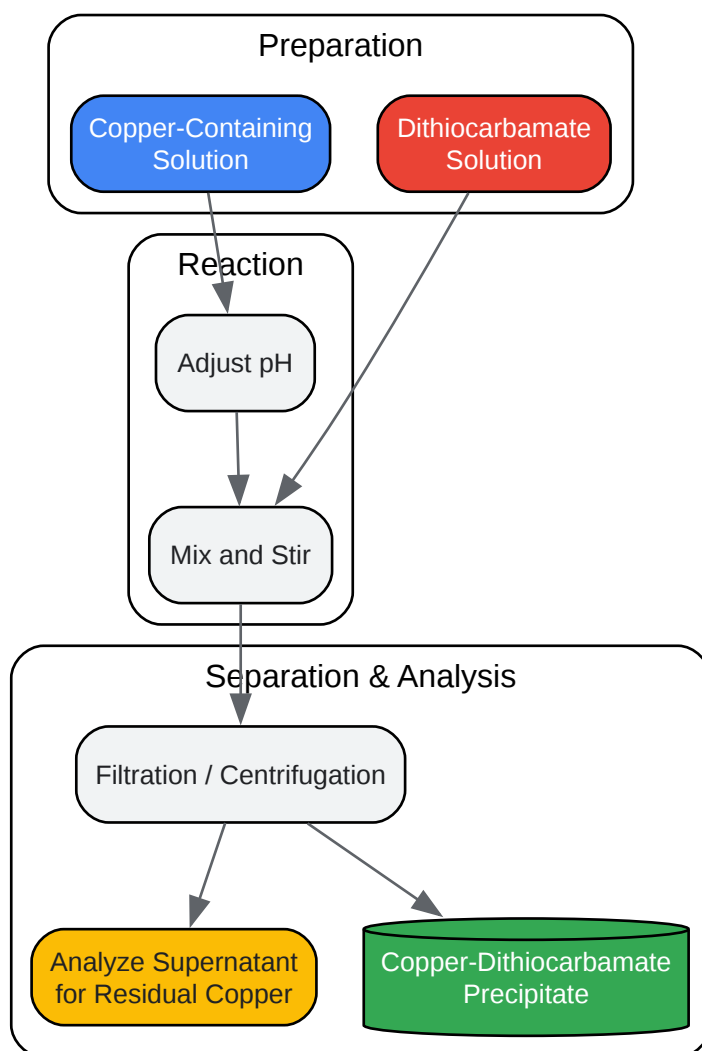 Preparation
Copper-Containing
Solution
Dithiocarbamate
Solution
Reaction
Adjust pH
Mix and Stir
Separation & Analysis
Filtration / Centrifugation
Analyze Supernatant
for Residual Copper
Copper-Dithiocarbamate
Precipitate